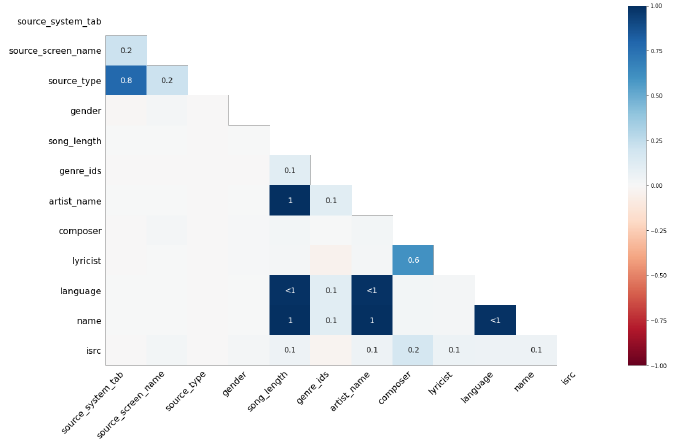 source_system_tab
source_screen_name 0.2
source_type 0.8 0.2
gender
song_length
genre_ids 0.1
artist_name 1 0.1
composer
lyricist 0.6
language <1 0.1 <1
name 1 0.1 1 <1
isrc 0.1 0.1 0.2 0.1 0.1
source_system_tab
source_screen_name
source_type
gender
song_length
genre_ids
artist_name
composer
lyricist
language
name
isrc
1.00
0.75
0.50
0.25
0.00
−0.25
−0.50
−0.75
−1.00